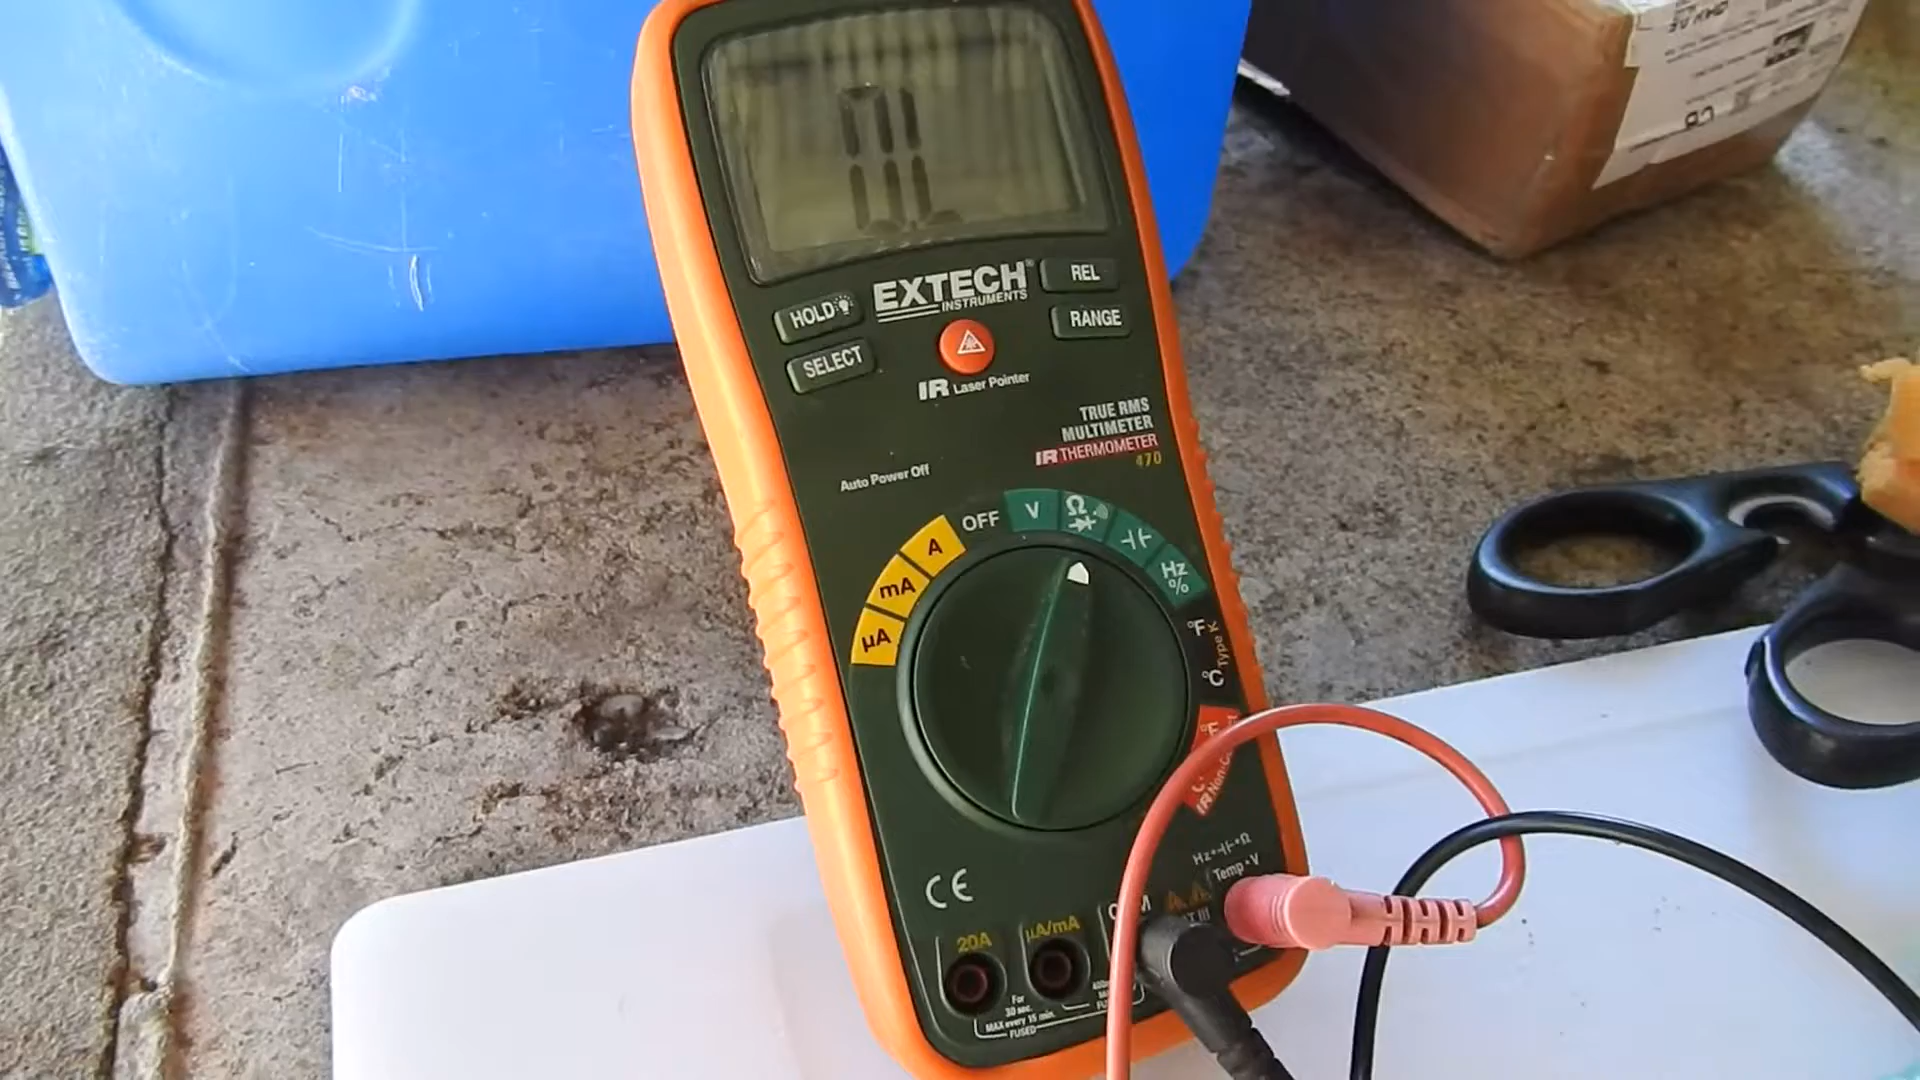 0L
EXTECH
INSTRUMENTS
HOLD
REL
SELECT
RANGE
IR Laser Pointer
TRUE RMS
MULTIMETER
IR THERMOMETER
470
Auto Power Off
OFF
V
Ω
A
mA
µA
Hz
%
°F
°C
Type K
Hz Ω
Temp V
CE
20A
µA/mA
For
30 sec.
MAX every 15 min.
FUSED